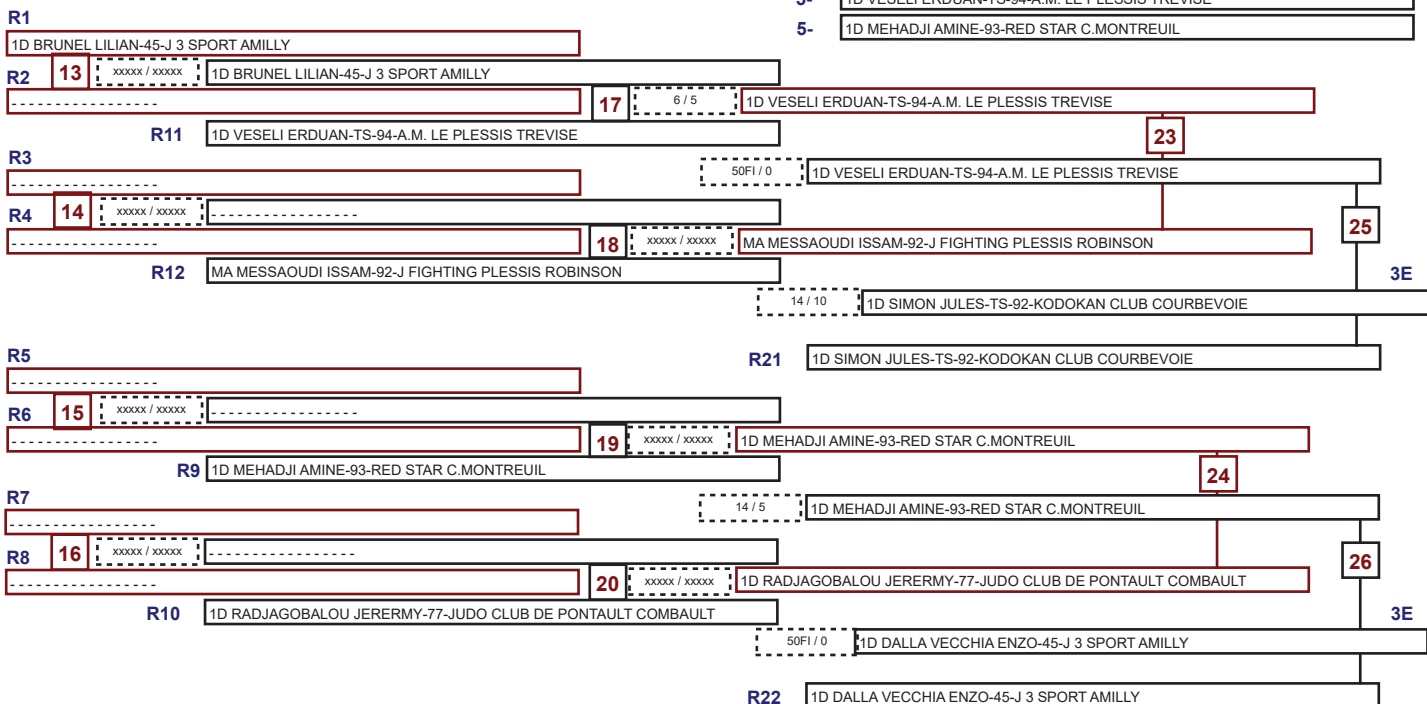 5- 1D VESELI ERDUAN-TS-94-A.M. LE PLESSIS TREVISE
R1
5- 1D MEHADJI AMINE-93-RED STAR C.MONTREUIL
1D BRUNEL LILIAN-45-J 3 SPORT AMILLY
R2 13 xxxxx / xxxxx 1D BRUNEL LILIAN-45-J 3 SPORT AMILLY
- - - - - - - - - - - - - - - - - 17 6 / 5 1D VESELI ERDUAN-TS-94-A.M. LE PLESSIS TREVISE
R11 1D VESELI ERDUAN-TS-94-A.M. LE PLESSIS TREVISE
23
R3
50FI / 0 1D VESELI ERDUAN-TS-94-A.M. LE PLESSIS TREVISE
- - - - - - - - - - - - - - - - -
R4 14 xxxxx / xxxxx - - - - - - - - - - - - - - - - -
25
- - - - - - - - - - - - - - - - - 18 xxxxx / xxxxx MA MESSAOUDI ISSAM-92-J FIGHTING PLESSIS ROBINSON
R12 MA MESSAOUDI ISSAM-92-J FIGHTING PLESSIS ROBINSON
3E
14 / 10 1D SIMON JULES-TS-92-KODOKAN CLUB COURBEVOIE
R5
R21 1D SIMON JULES-TS-92-KODOKAN CLUB COURBEVOIE
- - - - - - - - - - - - - - - - -
R6 15 xxxxx / xxxxx - - - - - - - - - - - - - - - - -
- - - - - - - - - - - - - - - - - 19 xxxxx / xxxxx 1D MEHADJI AMINE-93-RED STAR C.MONTREUIL
R9 1D MEHADJI AMINE-93-RED STAR C.MONTREUIL
24
R7
14 / 5 1D MEHADJI AMINE-93-RED STAR C.MONTREUIL
- - - - - - - - - - - - - - - - -
R8 16 xxxxx / xxxxx - - - - - - - - - - - - - - - - -
26
- - - - - - - - - - - - - - - - - 20 xxxxx / xxxxx 1D RADJAGOBALOU JERERMY-77-JUDO CLUB DE PONTAULT COMBAULT
R10 1D RADJAGOBALOU JERERMY-77-JUDO CLUB DE PONTAULT COMBAULT
3E
50FI / 0 1D DALLA VECCHIA ENZO-45-J 3 SPORT AMILLY
R22 1D DALLA VECCHIA ENZO-45-J 3 SPORT AMILLY